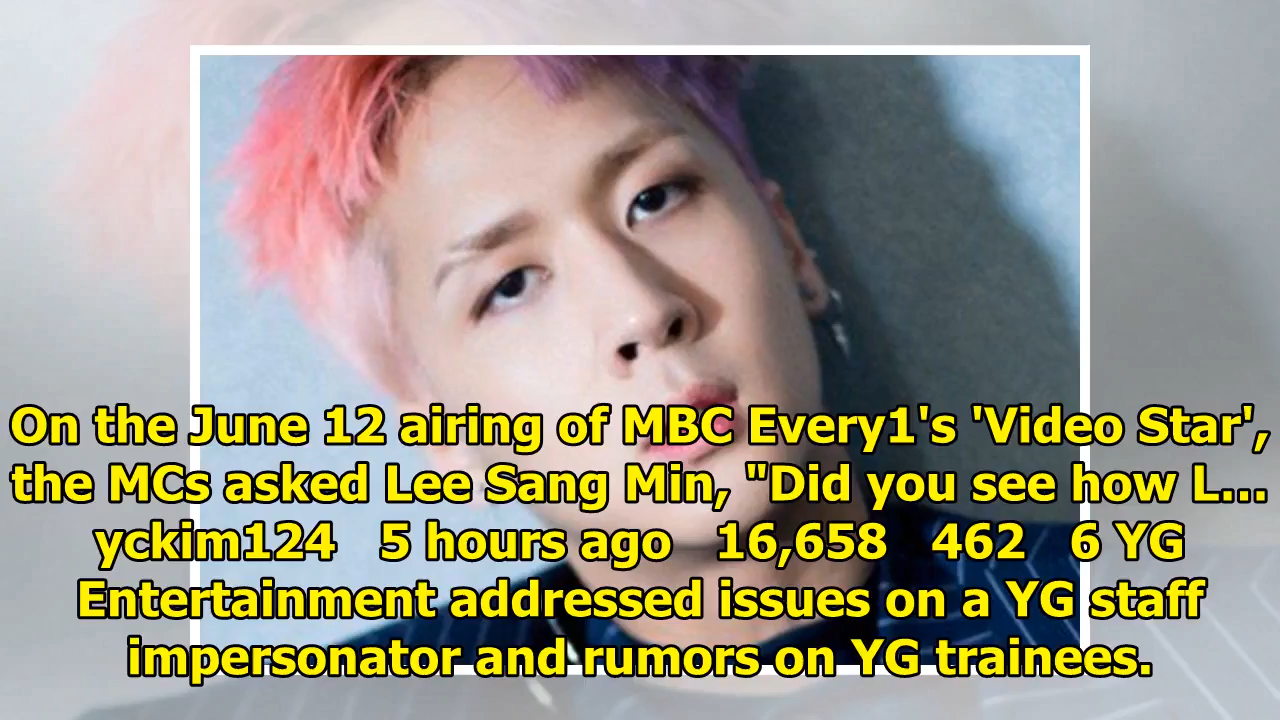 On the June 12 airing of MBC Every1's 'Video Star',
the MCs asked Lee Sang Min, "Did you see how L...
yckim124 5 hours ago 16,658 462 6 YG
Entertainment addressed issues on a YG staff
impersonator and rumors on YG trainees.